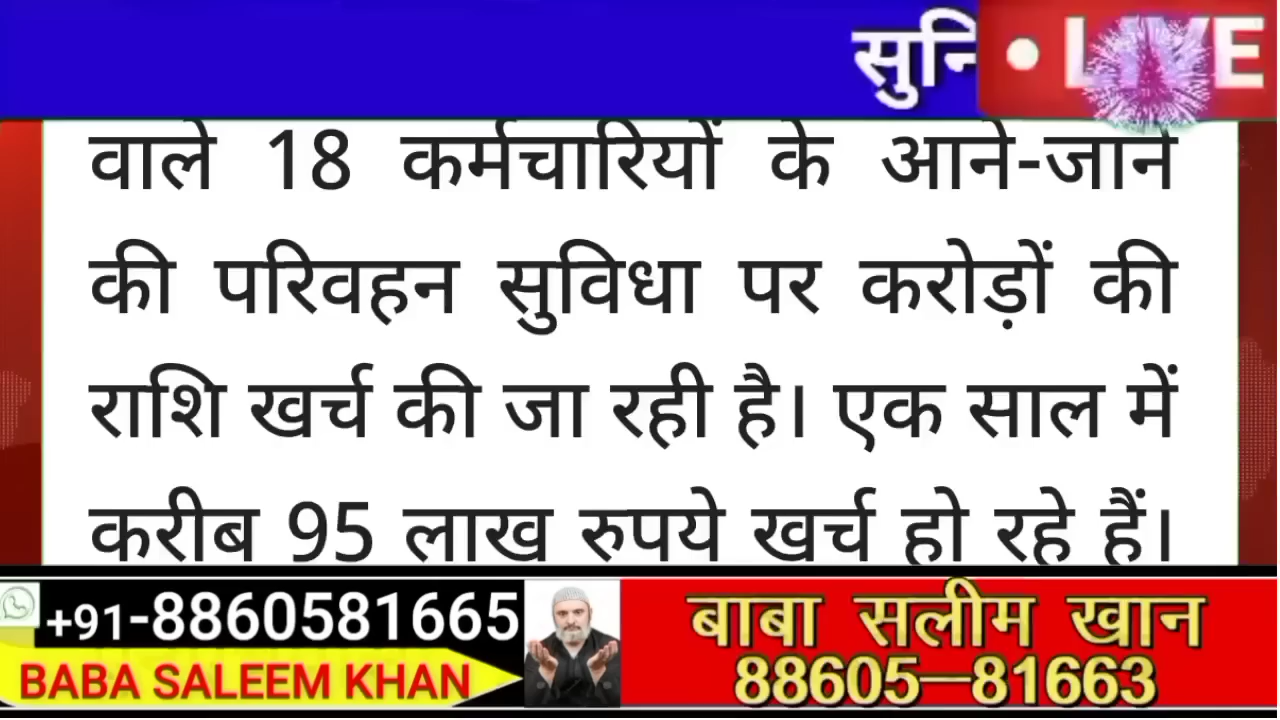 सुनि
LIVE
वाले 18 कर्मचारियों के आने-जाने
की परिवहन सुविधा पर करोड़ों की
राशि खर्च की जा रही है। एक साल में
करीब 95 लाख रुपये खर्च हो रहे हैं।
+91-8860581665
BABA SALEEM KHAN
बाबा सलीम खान
88605-81663